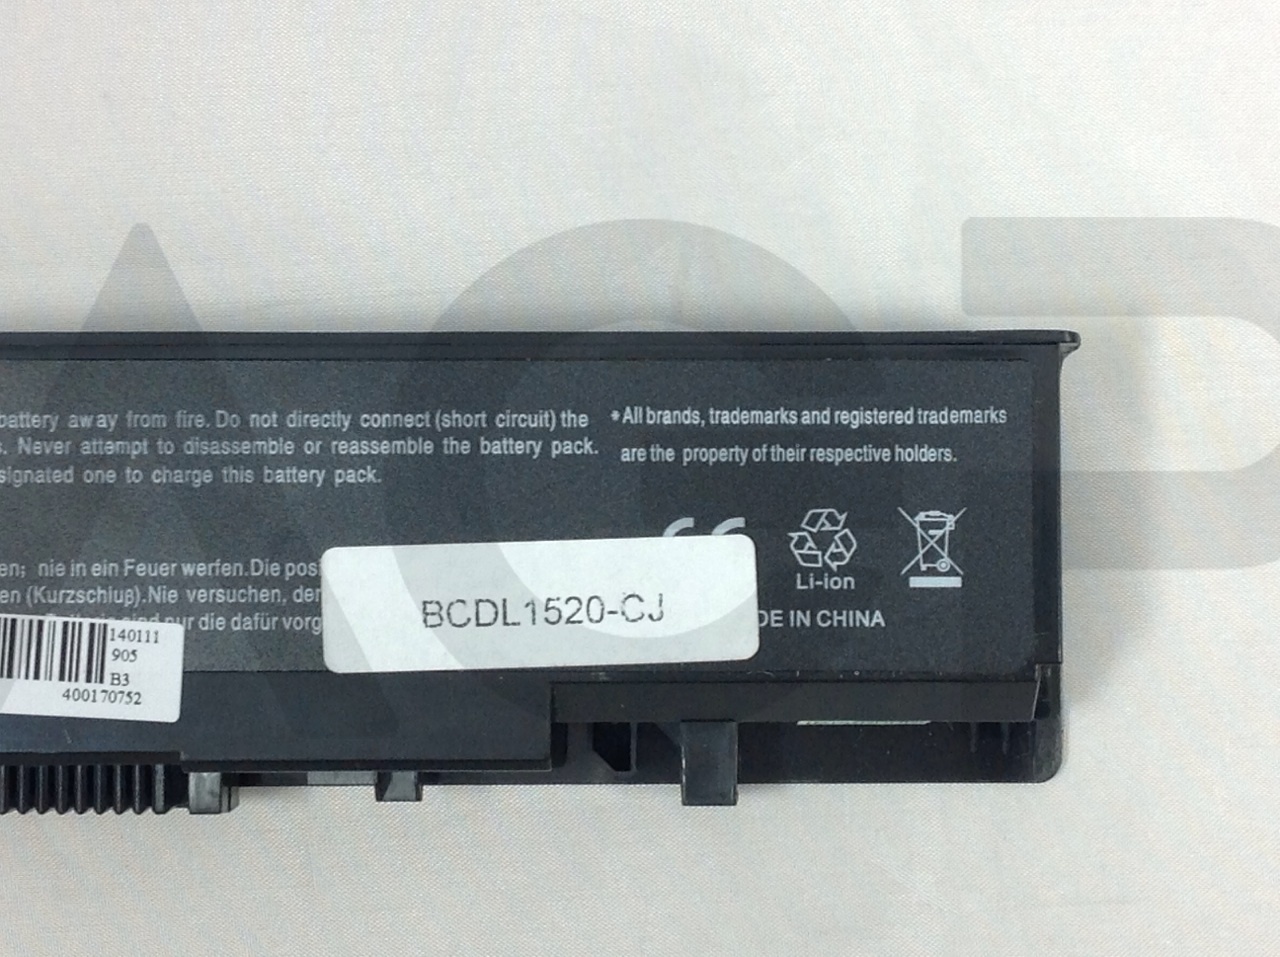 battery away from fire. Do not directly connect (short circuit) the
s. Never attempt to disassemble or reassemble the battery pack.
signated one to charge this battery pack.
*All brands, trademarks and registered trademarks
are the property of their respective holders.
en; nie in ein Feuer werfen.Die post
en (Kurzschiuβ).Nie versuchen, der
nur die dafür vorg
CE
Li-ion
BCDL1520-CJ
DE IN CHINA
140111
905
B3
400170752